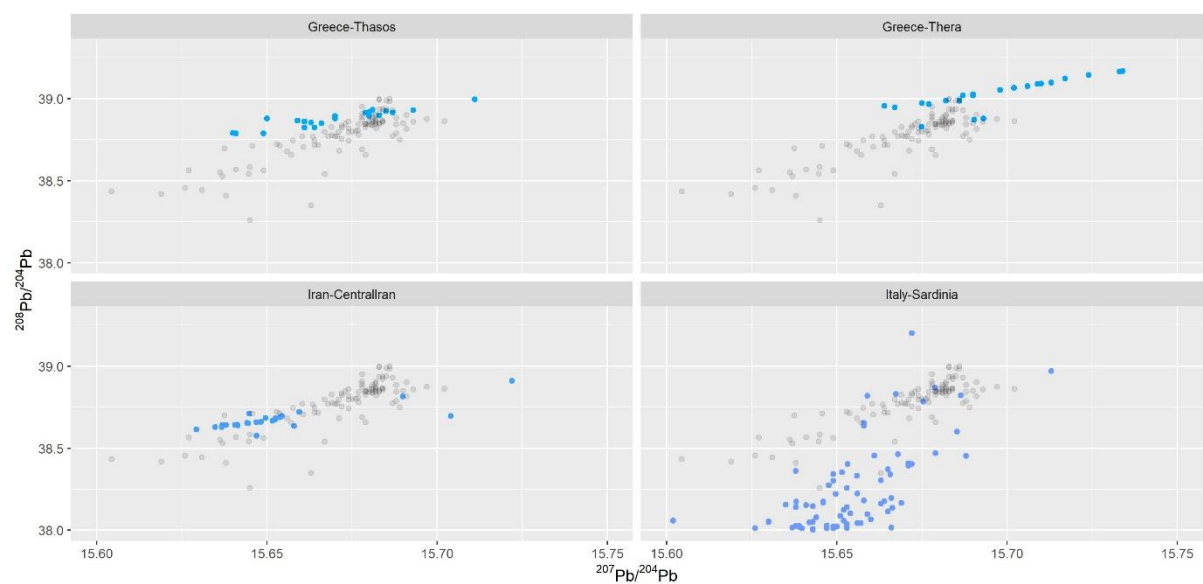 Greece-Thasos
Greece-Thera
39.0
38.5
38.0
Iran-CentralIran
Italy-Sardinia
39.0
38.5
38.0
15.60 15.65 15.70 15.75 15.60 15.65 15.70 15.75
²⁰⁸Pb/²⁰⁴Pb
²⁰⁷Pb/²⁰⁴Pb